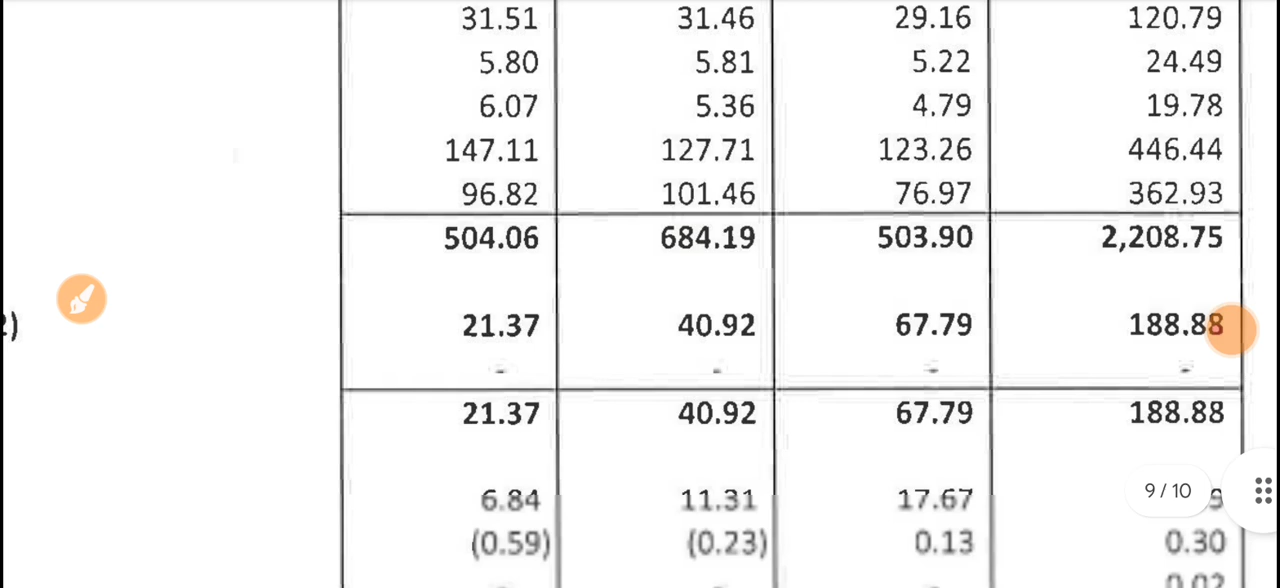 31.51 31.46 29.16 120.79
5.80 5.81 5.22 24.49
6.07 5.36 4.79 19.78
147.11 127.71 123.26 446.44
96.82 101.46 76.97 362.93
504.06 684.19 503.90 2,208.75
21.37 40.92 67.79 188.88
- - - -
21.37 40.92 67.79 188.88
6.84 11.31 17.67
9/10
(0.59) (0.23) 0.13 0.30
0.02